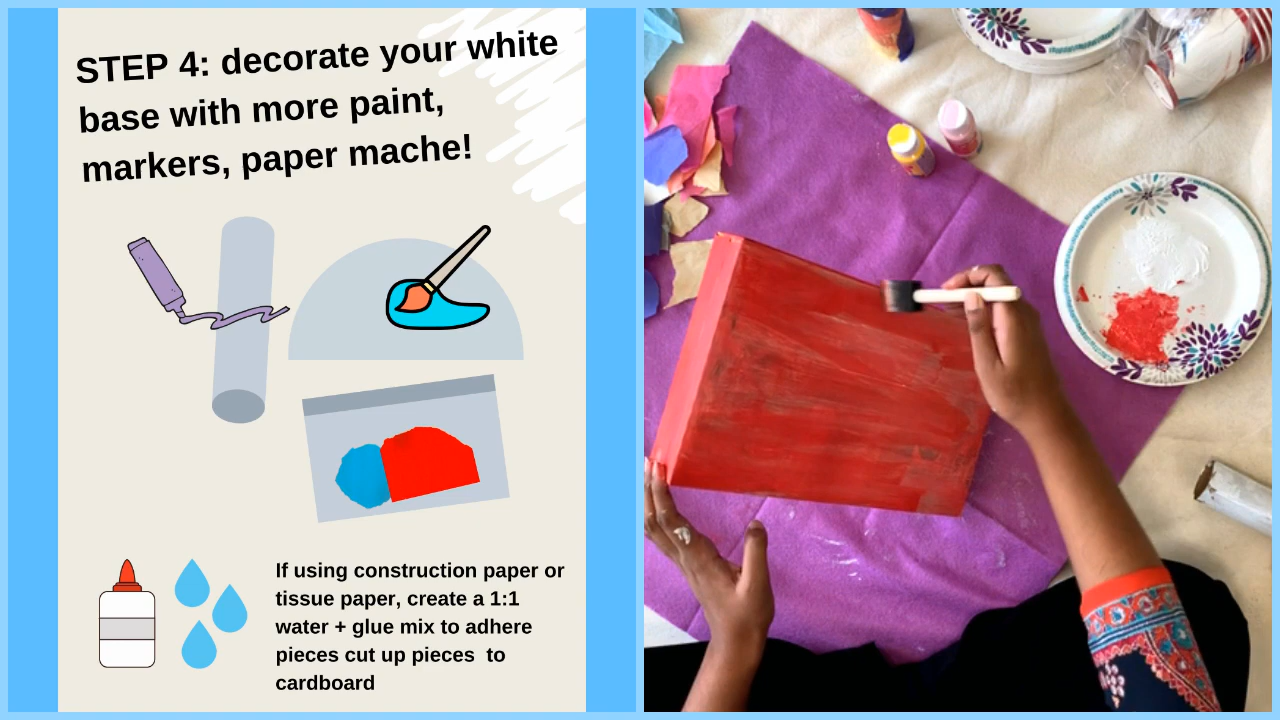 STEP 4: decorate your white
base with more paint,
markers, paper mache!
If using construction paper or
tissue paper, create a 1:1
water + glue mix to adhere
pieces cut up pieces  to
cardboard